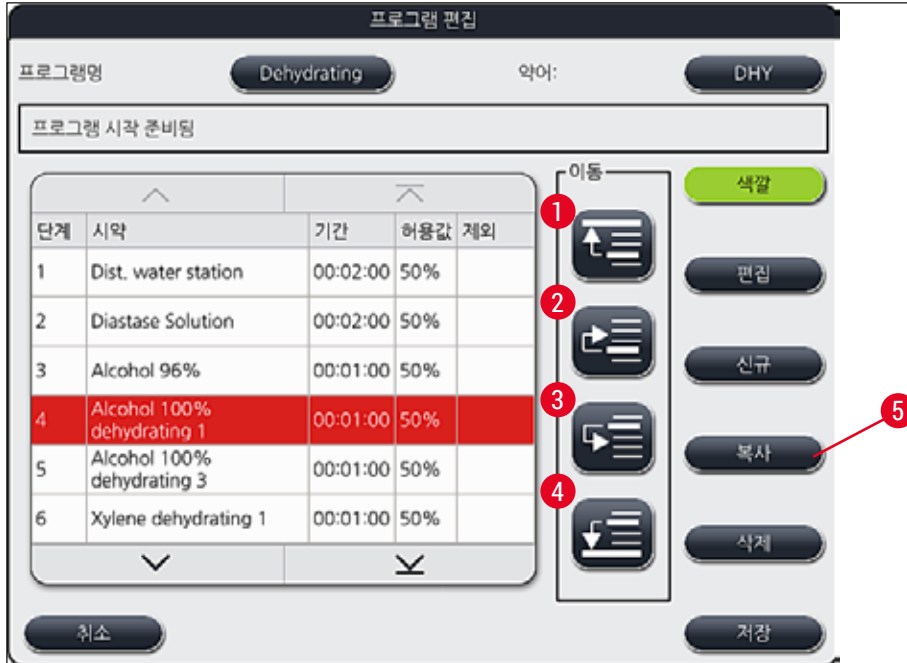 프로그램 편집
프로그램명 Dehydrating 약어: DHY
프로그램 시작 준비됨
이동
색깔
단계 시약 기간 허용값 제외
1 Dist. water station 00:02:00 50%
2 Diastase Solution 00:02:00 50%
3 Alcohol 96% 00:01:00 50%
4 Alcohol 100% dehydrating 1 00:01:00 50%
5 Alcohol 100% dehydrating 3 00:01:00 50%
6 Xylene dehydrating 1 00:01:00 50%
1
2
3
4
편집
신규
복사
5
삭제
취소
저장